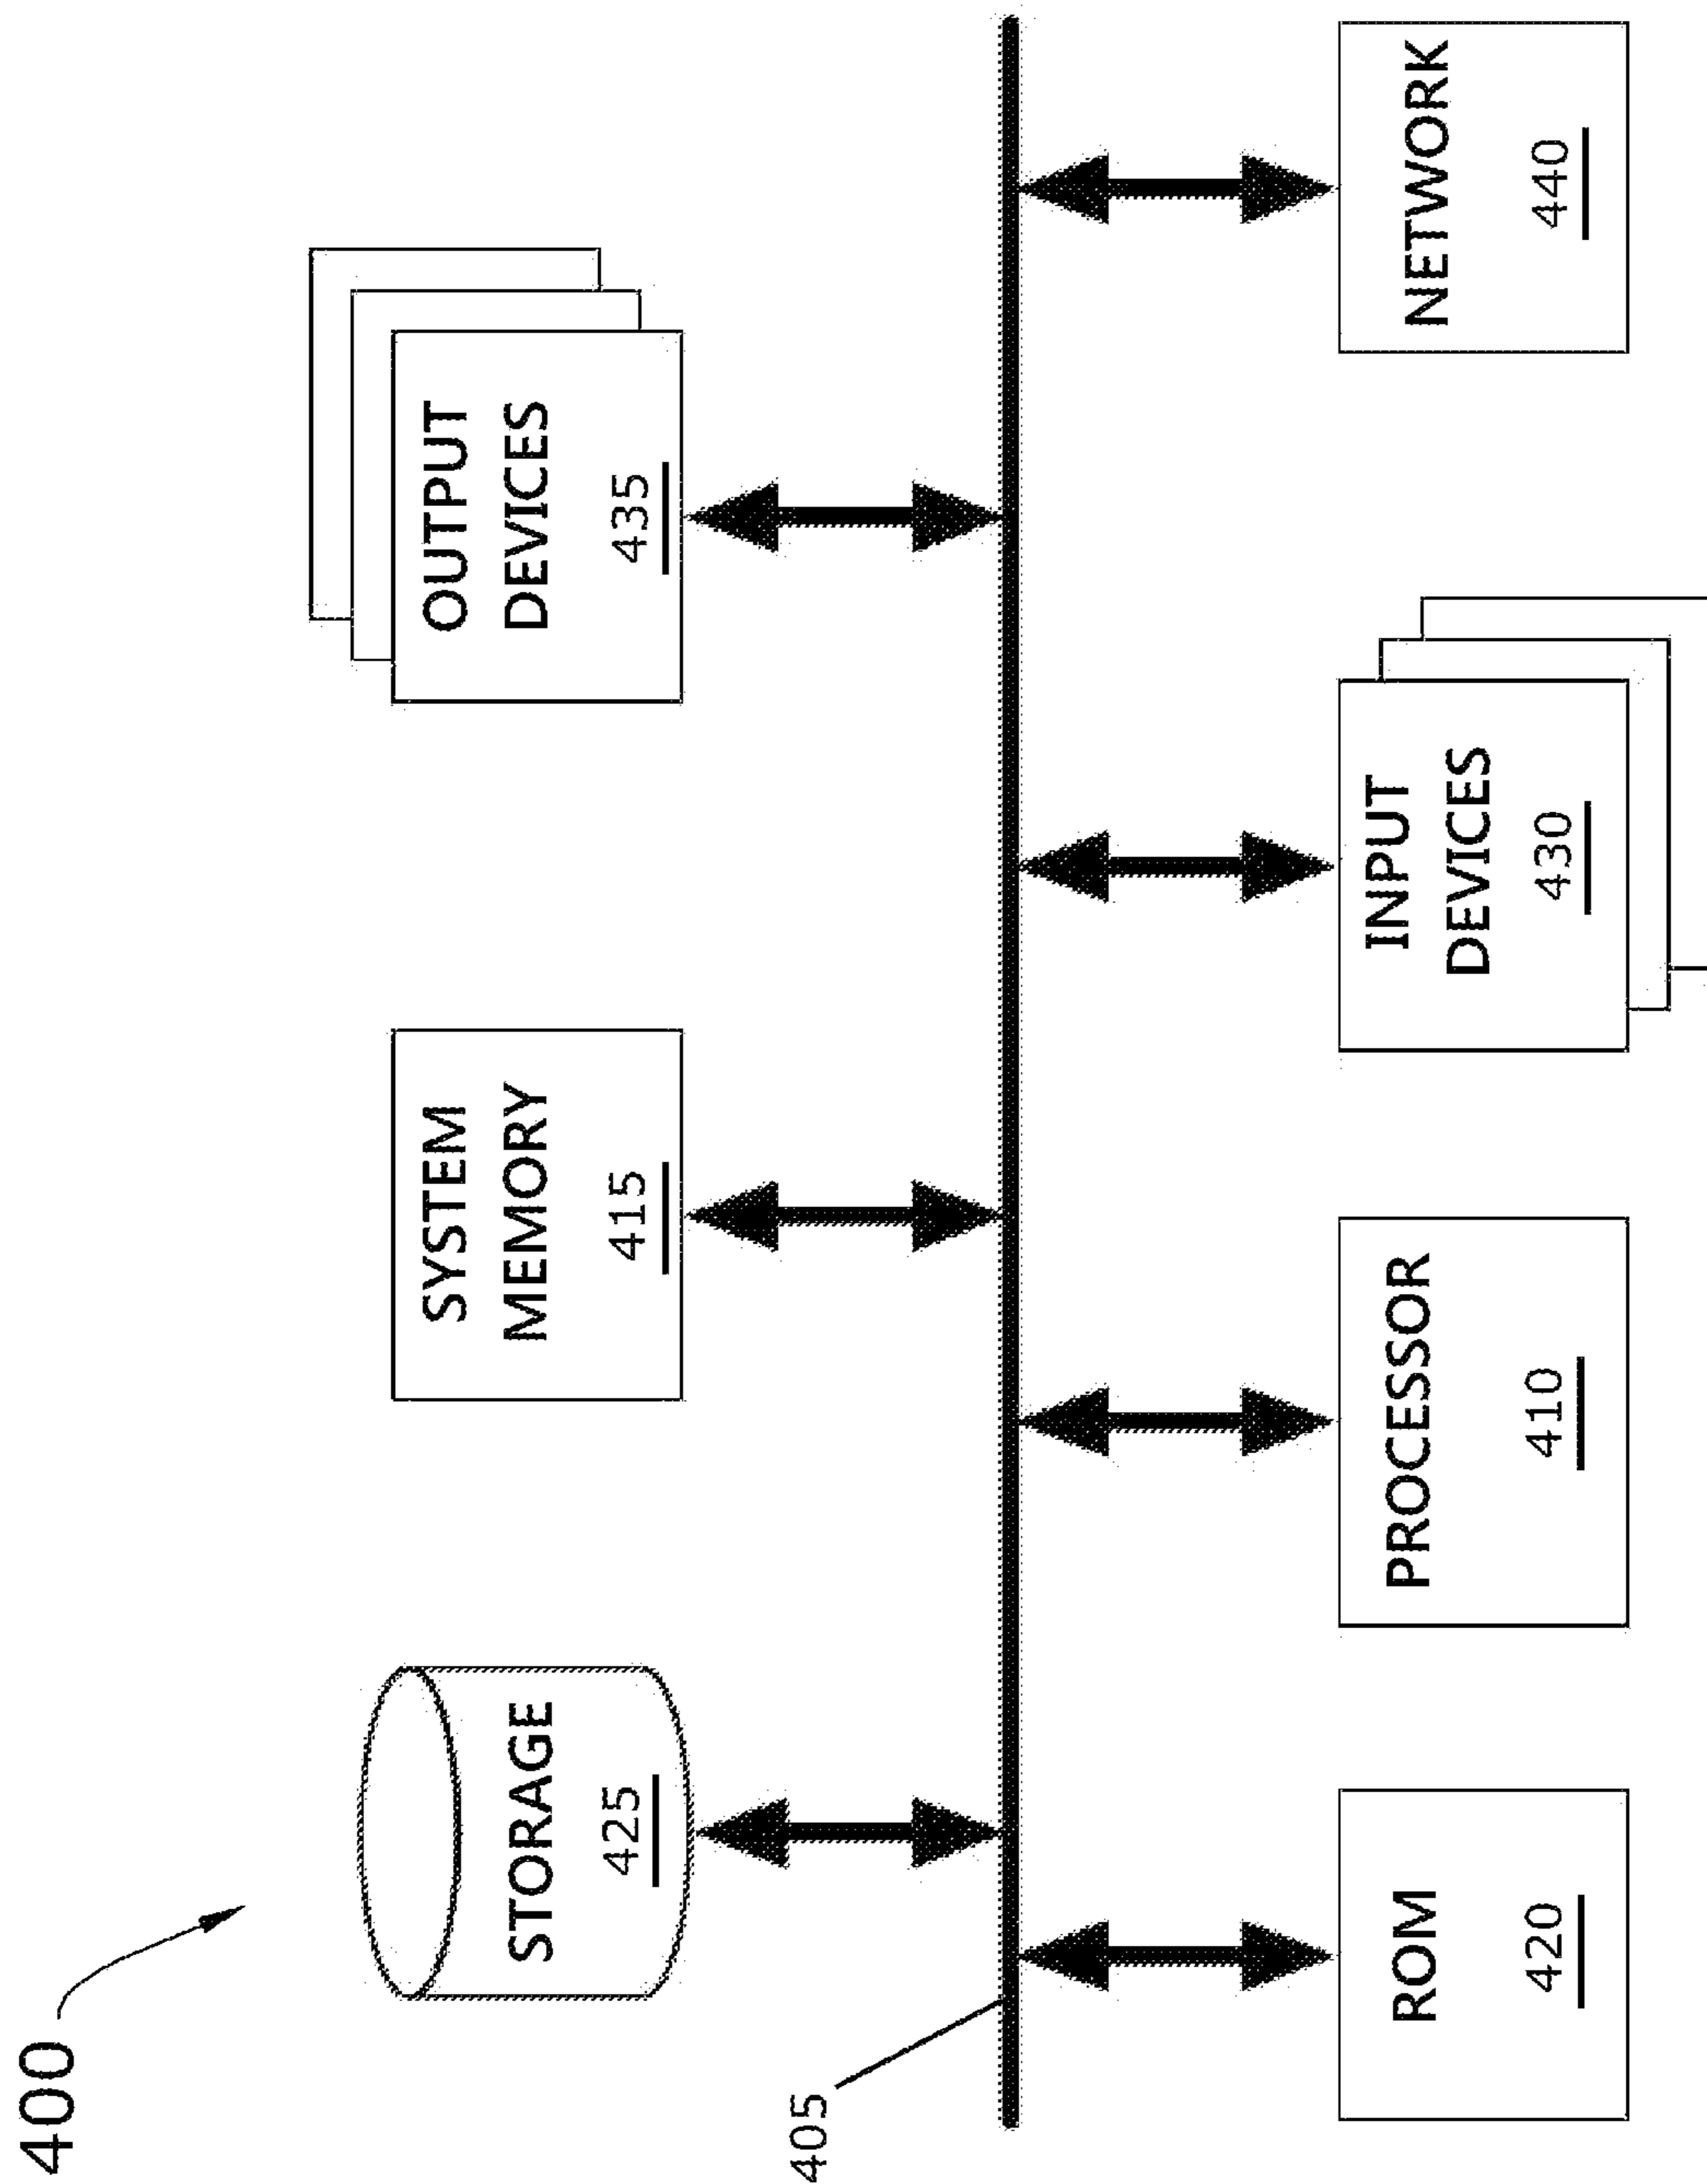 400
STORAGE
425
SYSTEM
MEMORY
415
OUTPUT
DEVICES
435
405
ROM
420
PROCESSOR
410
INPUT
DEVICES
430
NETWORK
440